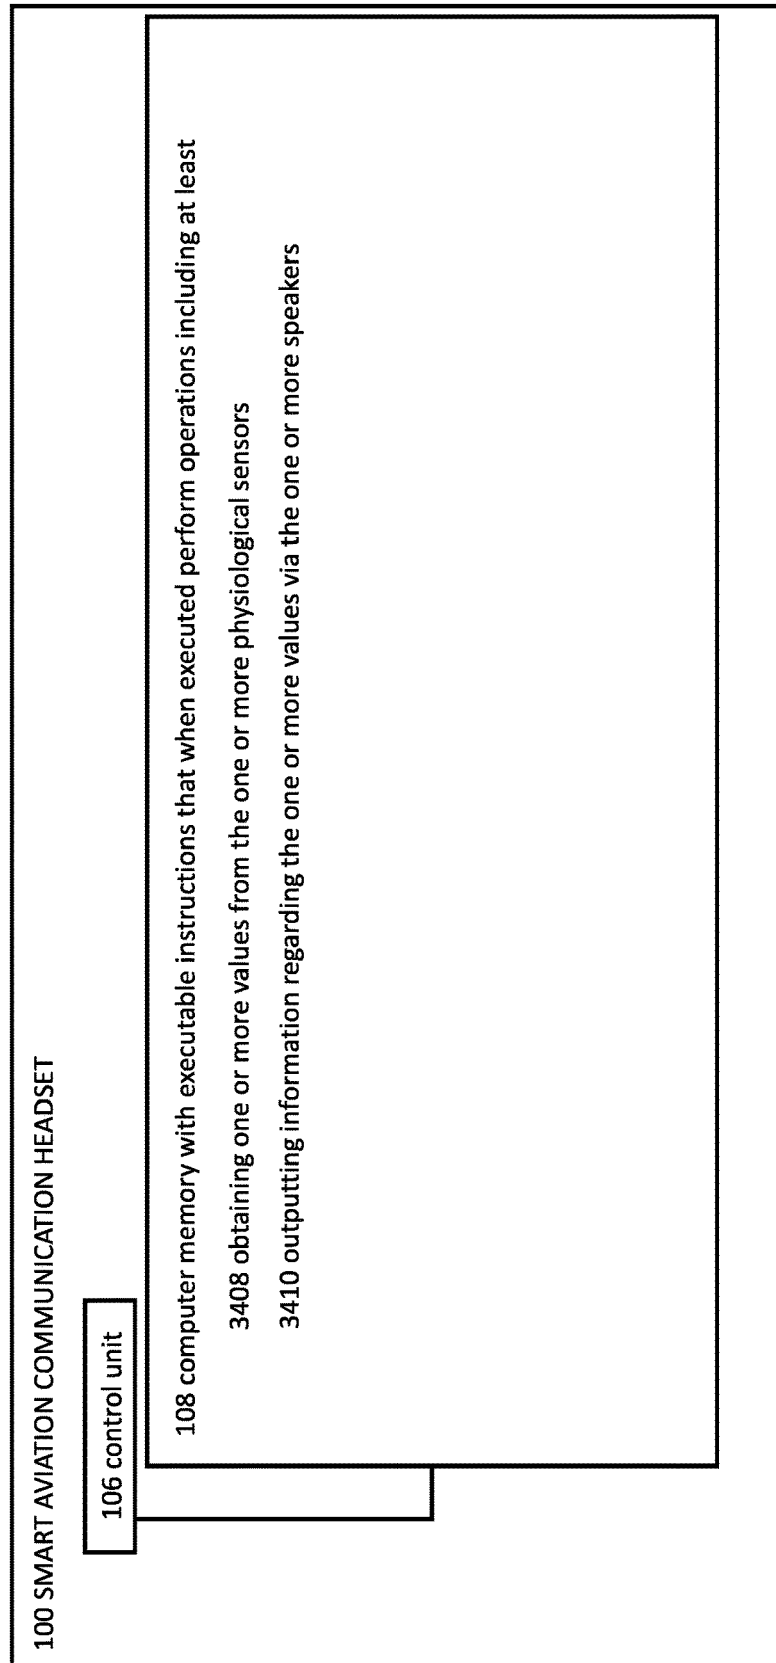 100 SMART AVIATION COMMUNICATION HEADSET
106 control unit
108 computer memory with executable instructions that when executed perform operations including at least
3408 obtaining one or more values from the one or more physiological sensors
3410 outputting information regarding the one or more values via the one or more speakers